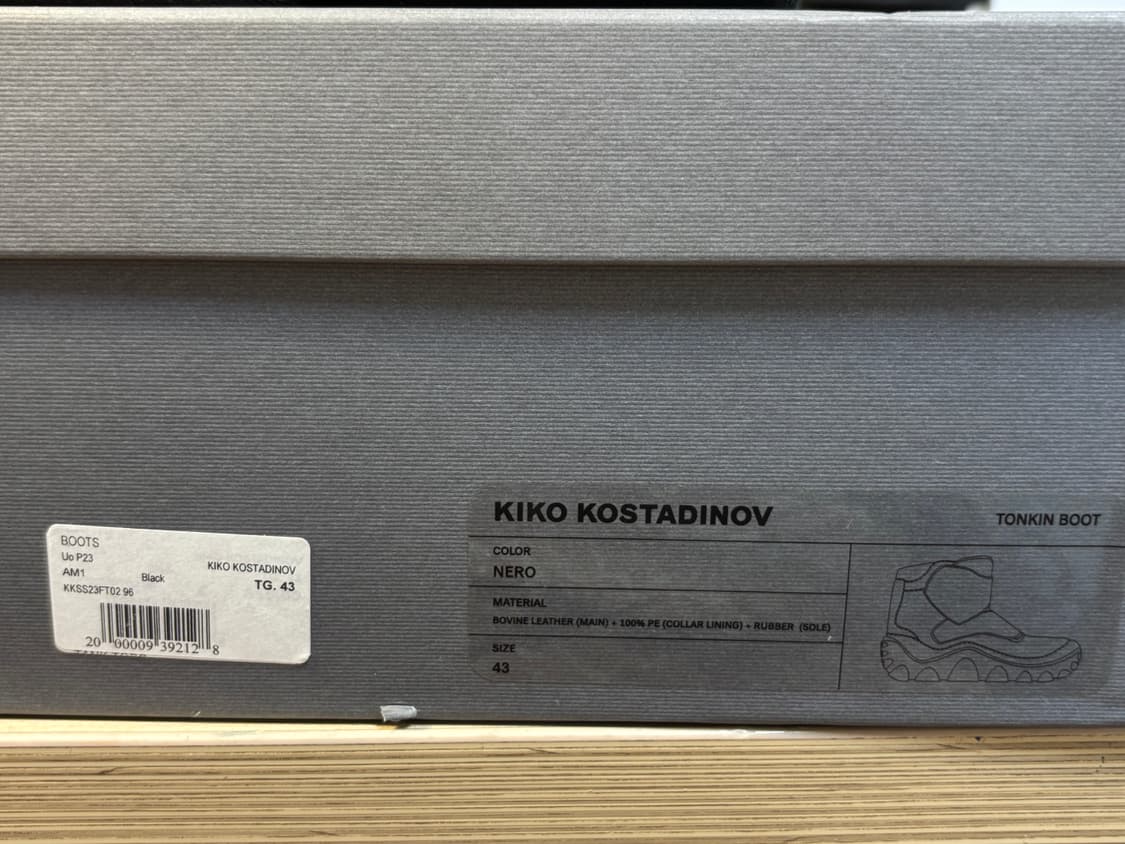 BOOTS
Uo P23
AM1 Black KIKO KOSTADINOV
KKSS23FT02 96 TG. 43
20 00009 39212 8
KIKO KOSTADINOV TONKIN BOOT
COLOR
NERO
MATERIAL
BOVINE LEATHER (MAIN) + 100% PE (COLLAR LINING) + RUBBER (SOLE)
SIZE
43